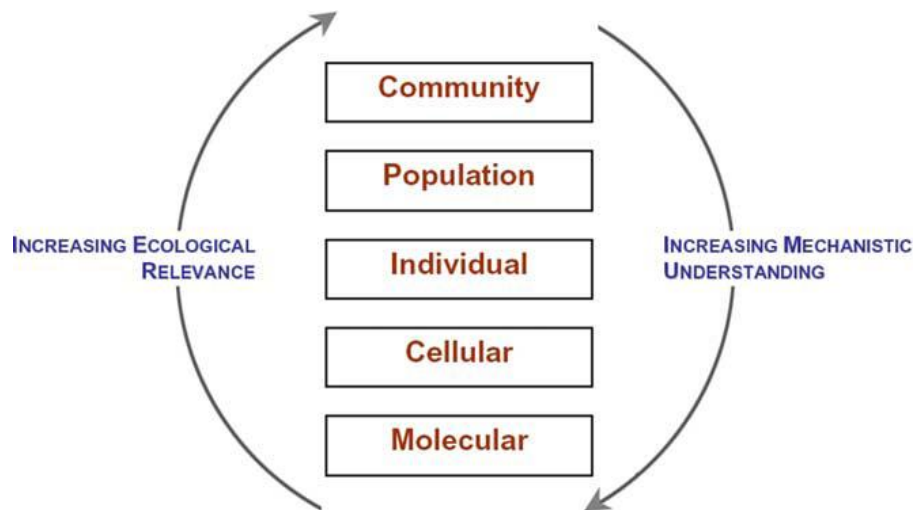 Community
Population
INCREASING ECOLOGICAL
RELEVANCE
Individual
INCREASING MECHANISTIC
UNDERSTANDING
Cellular
Molecular